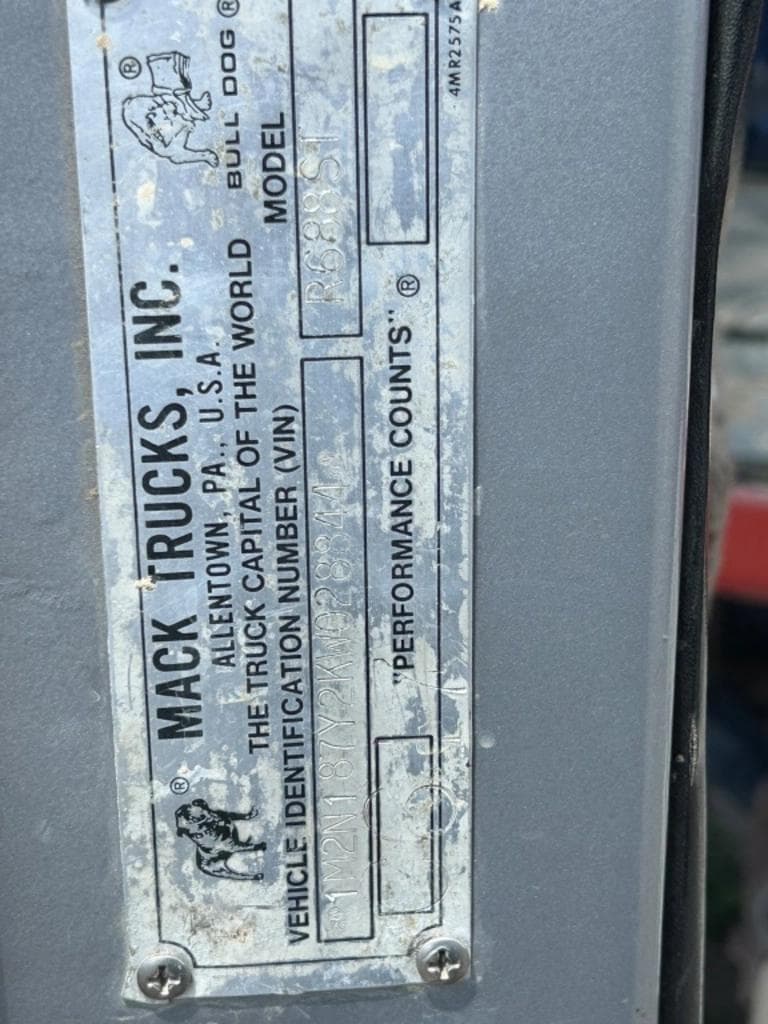 MACK TRUCKS, INC.
ALLENTOWN, PA., U.S.A.
THE TRUCK CAPITAL OF THE WORLD
BULL DOG ®
VEHICLE IDENTIFICATION NUMBER (VIN)
MODEL
*1M2N187Y2KW028844*
R688ST
"PERFORMANCE COUNTS" ®
4MR2575A